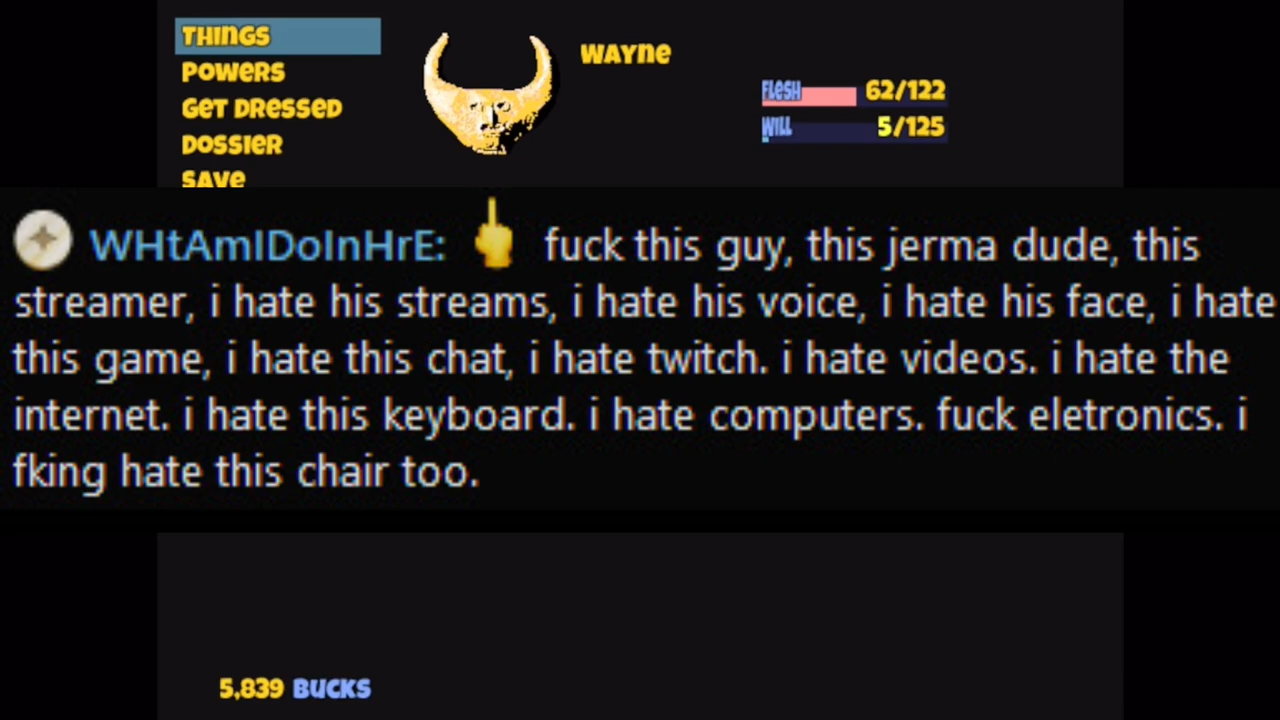 THINGS
WAYNE
POWERS
FLESH 62/122
GET DRESSED
WILL 5/125
DOSSIER
SAVE
WHtAmIDoInHrE: 🖕 fuck this guy, this jerma dude, this
streamer, i hate his streams, i hate his voice, i hate his face, i hate
this game, i hate this chat, i hate twitch. i hate videos. i hate the
internet. i hate this keyboard. i hate computers. fuck eletronics. i
fking hate this chair too.
5,839 BUCKS